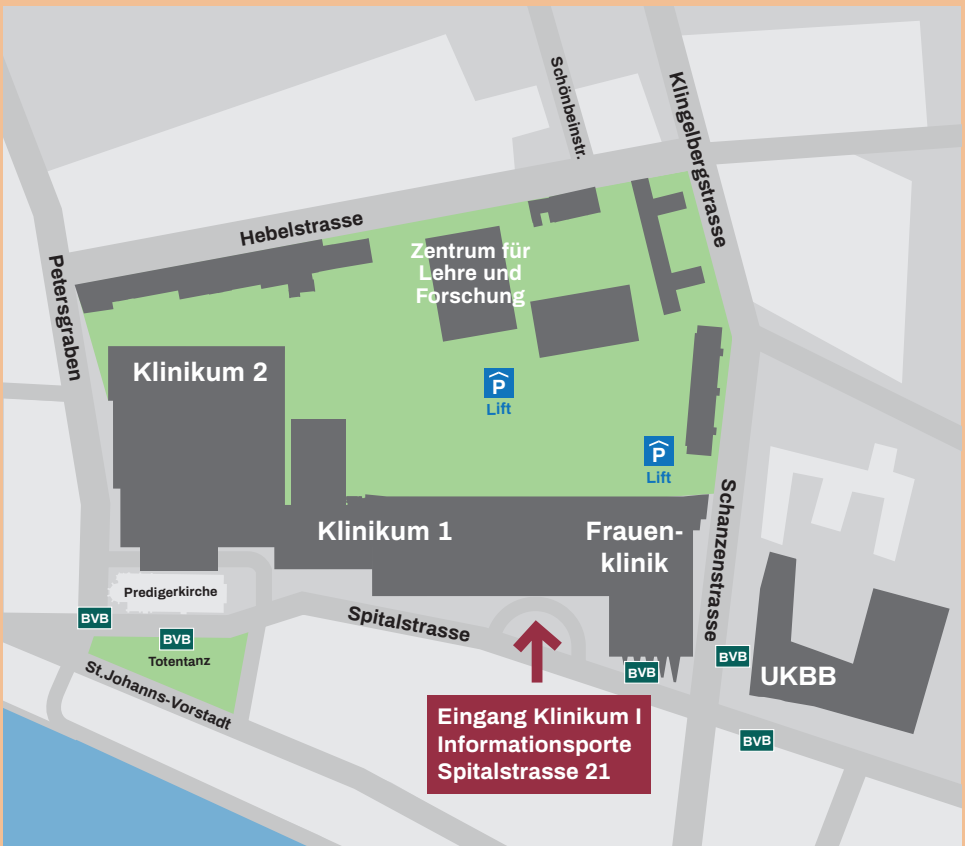 Schönbeinstr.
Klingelbergstrasse
Hebelstrasse
Zentrum für
Lehre und
Forschung
Petersgraben
Klinikum 2
P
Lift
P
Lift
Schanzenstrasse
Klinikum 1
Frauen-
klinik
Predigerkirche
BVB
BVB
Totentanz
Spitalstrasse
St.Johanns-Vorstadt
BVB
BVB
UKBB
BVB
Eingang Klinikum I
Informationsporte
Spitalstrasse 21